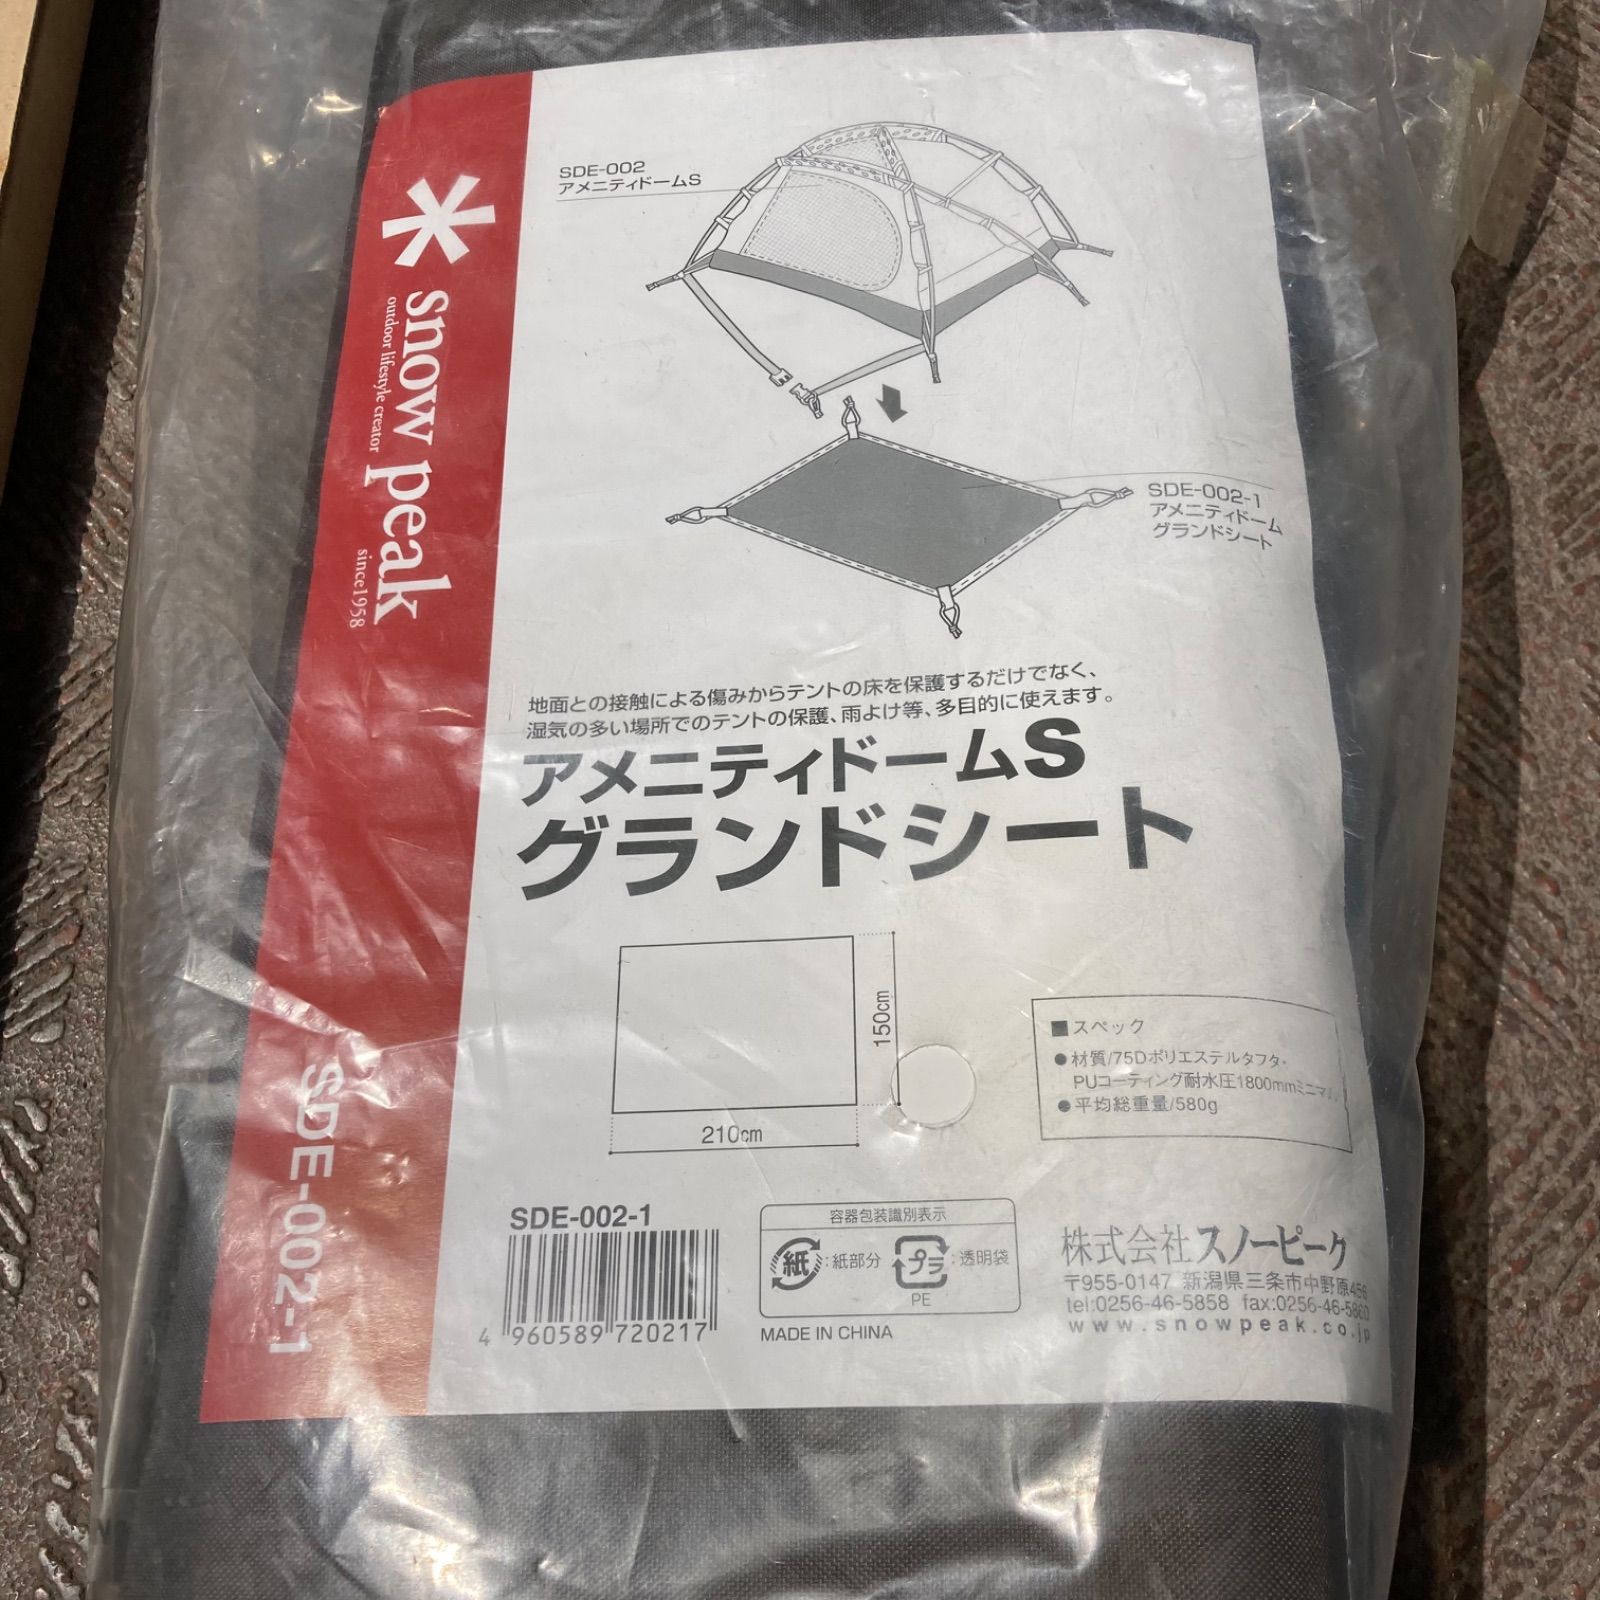 snow peak
outdoor lifestyle creator
since1958
SDE-002-1
SDE-002
アメニティドームS
SDE-002-1
アメニティドーム
グランドシート
地面との接触による傷みからテントの床を保護するだけでなく、
湿気の多い場所でのテントの保護、雨よけ等、多目的に使えます。
アメニティドームS
グランドシート
150cm
210cm
■スペック
●材質/75Dポリエステルタフタ・
PUコーティング耐水圧1800mmミニマム
●平均総重量/580g
SDE-002-1
4 960589 720217
容器包装識別表示
紙:紙部分 プラ:透明袋
PE
MADE IN CHINA
株式会社スノーピーク
〒955-0147 新潟県三条市中野原456
tel:0256-46-5858 fax:0256-46-5860
www.snowpeak.co.jp